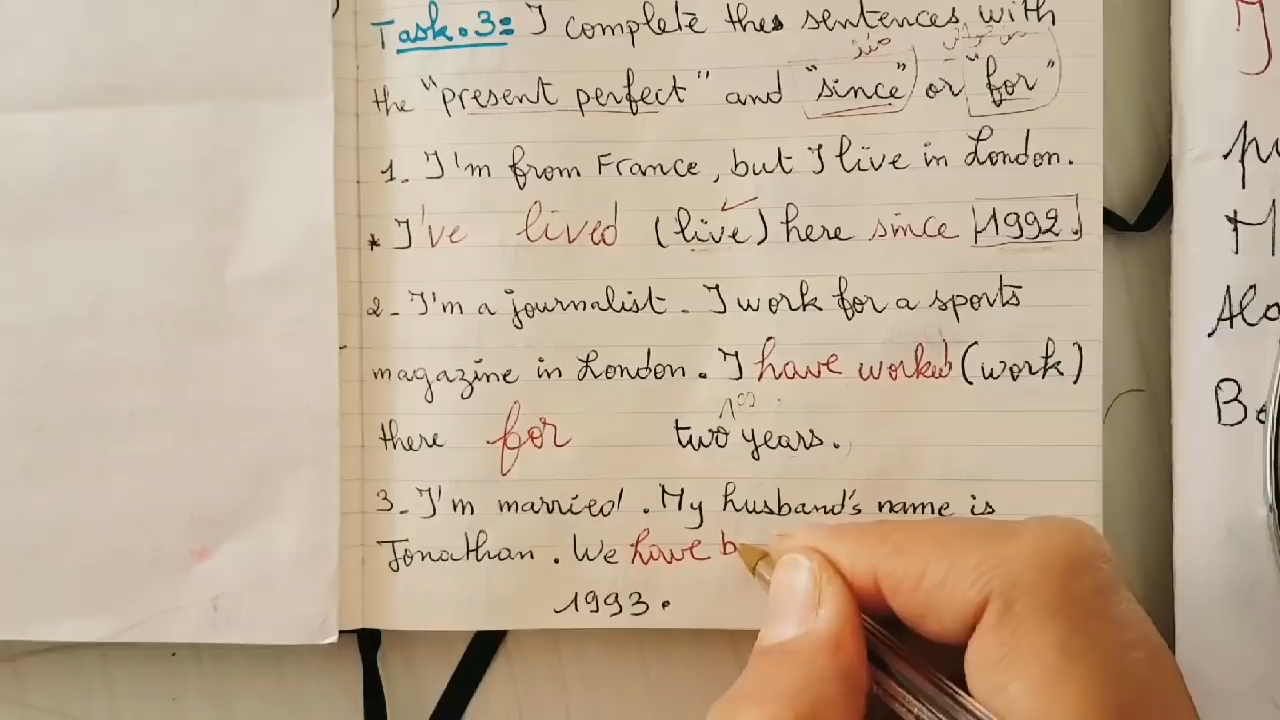 Task.3: I complete thes sentences with
منذ
the "present perfect" and "since" or "for"
1. I'm from France, but I live in London.
* I've lived (live) here since 1992.
2- I'm a journalist. I work for a sports
magazine in London. I have worked (work)
there for two years.
3- I'm married. My husband's name is
Jonathan. We have b
1993.